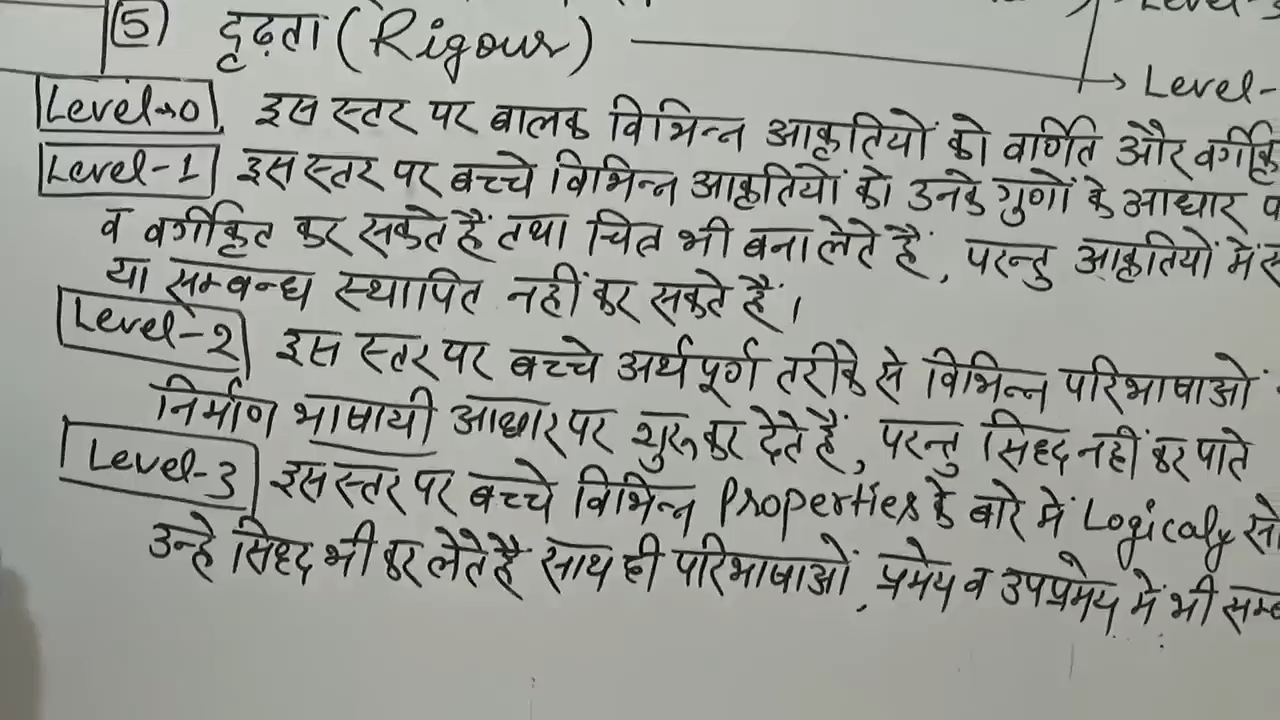 Level-
⑤ दृढ़ता (Rigour) → Level-
Level→0 इस स्तर पर बालक विभिन्न आकृतियों को वर्णित और वर्गीकृ
Level-1 इस स्तर पर बच्चे विभिन्न आकृतियों को उनके गुणों के आधार प
व वर्गीकृत कर सकते हैं तथा चित्र भी बना लेते हैं, परन्तु आकृतियों में स
या सम्बन्ध स्थापित नहीं कर सकते हैं।
Level-2 इस स्तर पर बच्चे अर्थपूर्ण तरीके से विभिन्न परिभाषाओं
निर्माण भाषायी आधार पर शुरू कर देते हैं, परन्तु सिद्ध नहीं कर पाते
Level-3 इस स्तर पर बच्चे विभिन्न Properties के बारे में Logicaly सो
उन्हे सिद्ध भी कर लेते है साथ ही परिभाषाओं, प्रमेय व उपप्रमेय में भी सम्ब